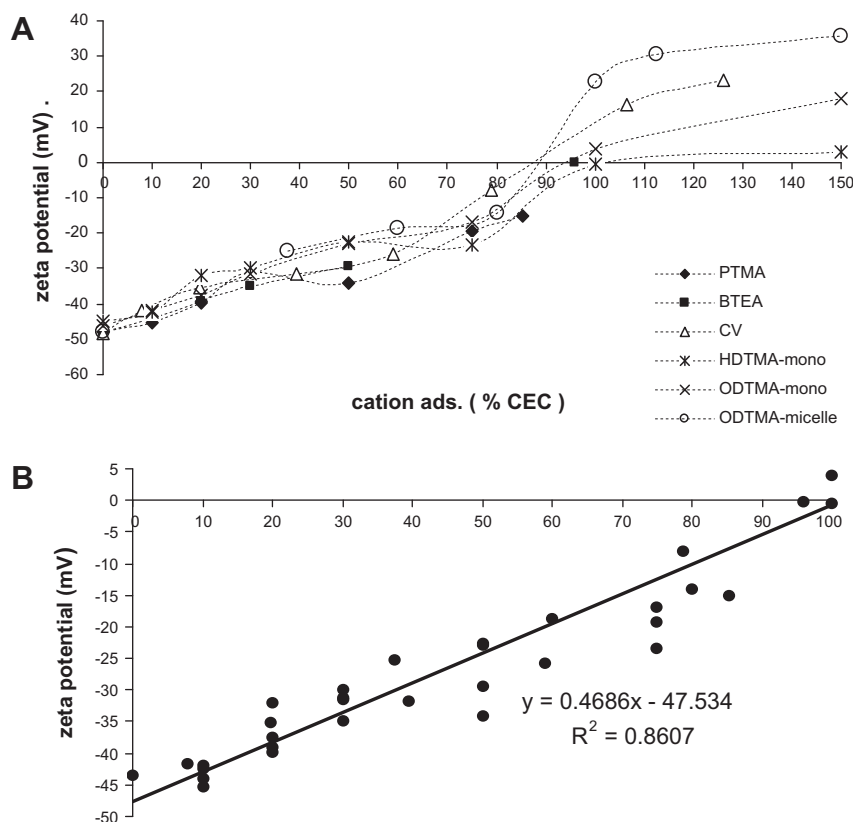 A
40
30
20
10
0
-10
-20
-30
-40
-50
-60
zeta potential (mV) .
0 10 20 30 40 50 60 70 80 90 100 110 120 130 140 150
cation ads. ( % CEC )
PTMA
BTEA
CV
HDTMA-mono
ODTMA-mono
ODTMA-micelle
B
5
0
-5
-10
-15
-20
-25
-30
-35
-40
-45
-50
zeta potential (mV)
0 10 20 30 40 50 60 70 80 90 100
y = 0.4686x - 47.534
R² = 0.8607